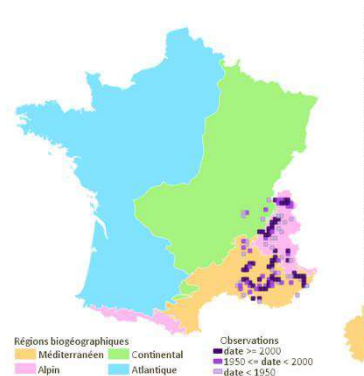 Régions biogéographiques
Méditerranéen
Continental
Alpin
Atlantique
Observations
date >= 2000
1950 <= date < 2000
date < 1950